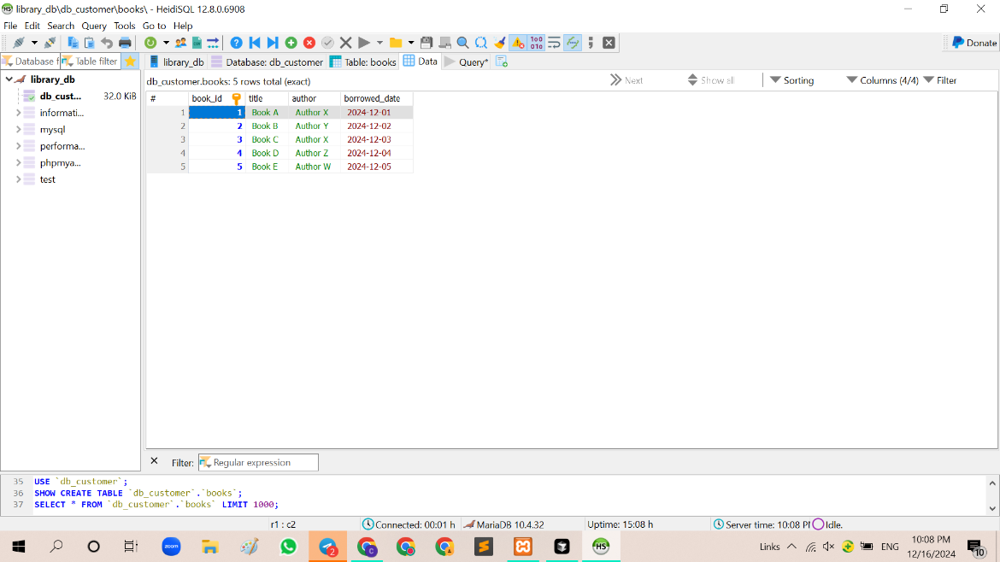 library_db\db_customer\books\ - HeidiSQL 12.8.0.6908
File Edit Search Query Tools Go to Help
Donate
Database f Table filter library_db Database: db_customer Table: books Data Query*
library_db
db_cust... 32.0 KiB
informati...
mysql
performa...
phpmya...
test
db_customer.books: 5 rows total (exact) Next Show all Sorting Columns (4/4) Filter
# book_id title author borrowed_date
1 1 Book A Author X 2024-12-01
2 2 Book B Author Y 2024-12-02
3 3 Book C Author X 2024-12-03
4 4 Book D Author Z 2024-12-04
5 5 Book E Author W 2024-12-05
Filter: Regular expression
35 USE `db_customer`;
36 SHOW CREATE TABLE `db_customer`.`books`;
37 SELECT * FROM `db_customer`.`books` LIMIT 1000;
r1 : c2 Connected: 00:01 h MariaDB 10.4.32 Uptime: 15:08 h Server time: 10:08 PM Idle.
zoom 2 C HS Links ENG 10:08 PM
12/16/2024 10